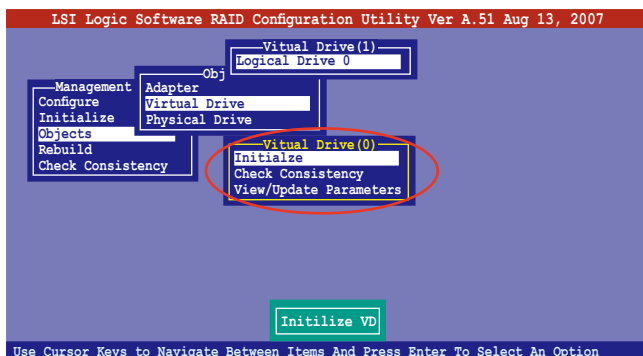 LSI Logic Software RAID Configuration Utility Ver A.51 Aug 13, 2007
Vitual Drive(1)
Logical Drive 0
Obj
Adapter
Virtual Drive
Physical Drive
Management
Configure
Initialize
Objects
Rebuild
Check Consistency
Vitual Drive(0)
Initialze
Check Consistency
View/Update Parameters
Initilize VD
Use Cursor Keys to Navigate Between Items And Press Enter To Select An Option